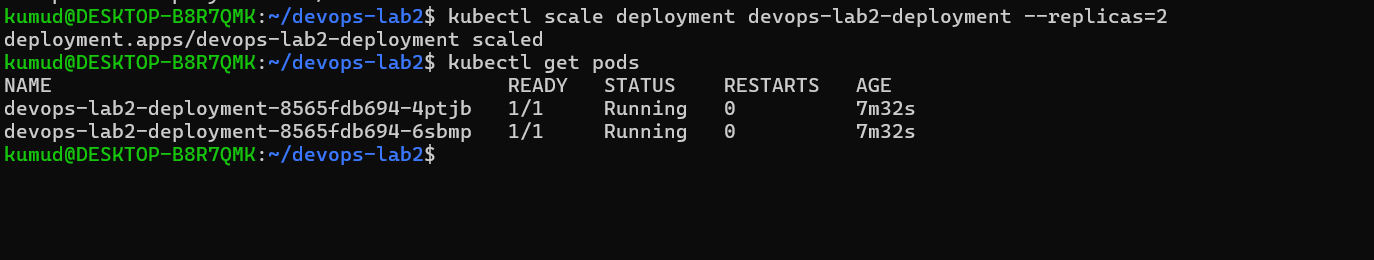 kumud@DESKTOP-B8R7QMK:~/devops-lab2$ kubectl scale deployment devops-lab2-deployment --replicas=2
deployment.apps/devops-lab2-deployment scaled
kumud@DESKTOP-B8R7QMK:~/devops-lab2$ kubectl get pods
NAME                                      READY   STATUS    RESTARTS   AGE
devops-lab2-deployment-8565fdb694-4ptjb   1/1     Running   0          7m32s
devops-lab2-deployment-8565fdb694-6sbmp   1/1     Running   0          7m32s
kumud@DESKTOP-B8R7QMK:~/devops-lab2$